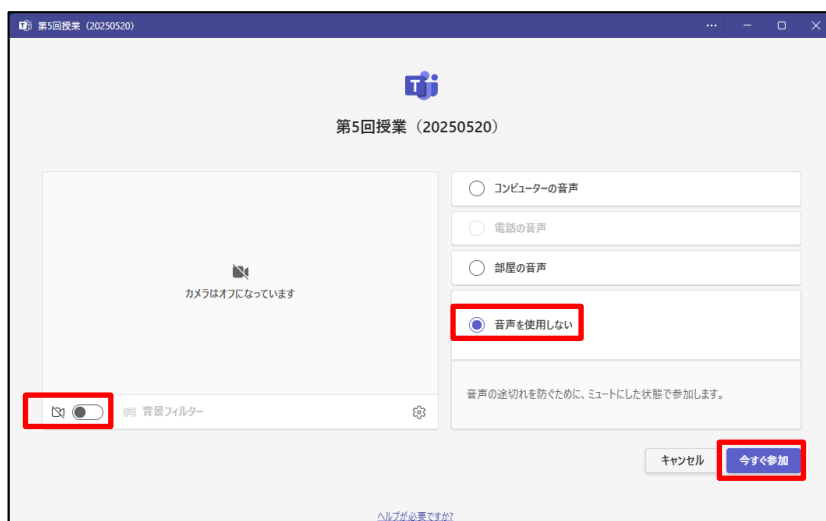 第5回授業（20250520）
第5回授業（20250520）
コンピューターの音声
電話の音声
部屋の音声
カメラはオフになっています
音声を使用しない
音声の途切れを防ぐために、ミュートにした状態で参加します。
背景フィルター
キャンセル
今すぐ参加
ヘルプが必要ですか?